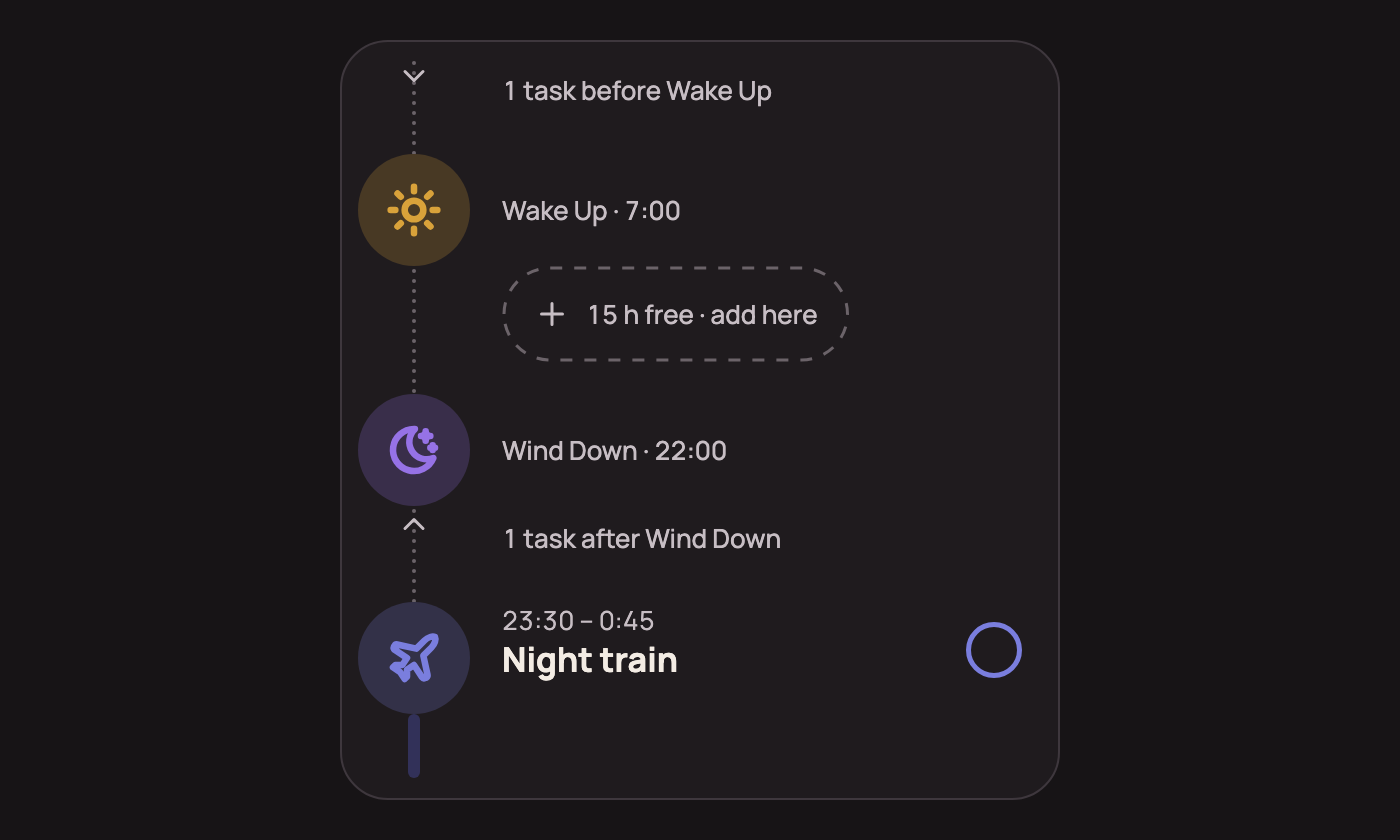 1 task before Wake Up
Wake Up · 7:00
15 h free · add here
Wind Down · 22:00
1 task after Wind Down
23:30 – 0:45
Night train